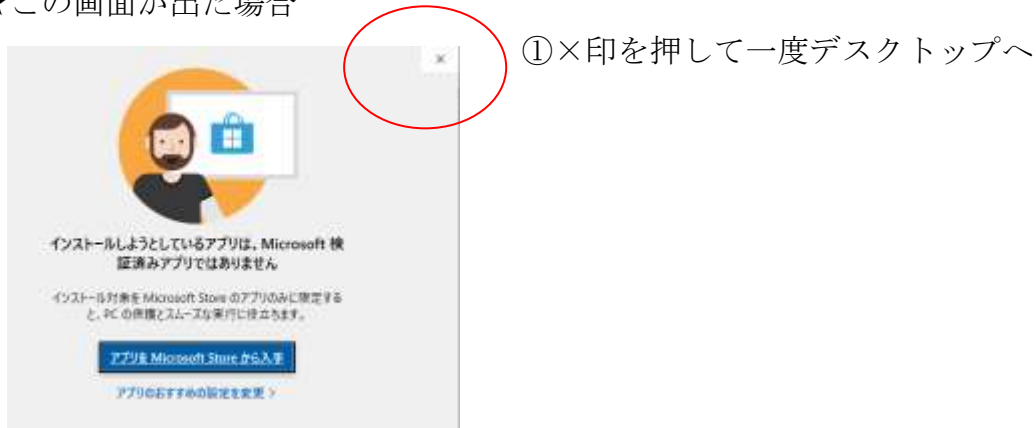 この画面が出た場合
①×印を押して一度デスクトップへ
×
インストールしようとしているアプリは、Microsoft 検
証済みアプリではありません
インストール対象を Microsoft Store のアプリのみに限定する
と、PC の保護とスムーズな実行に役立ちます。
アプリを Microsoft Store から入手
アプリのおすすめの設定を変更 >